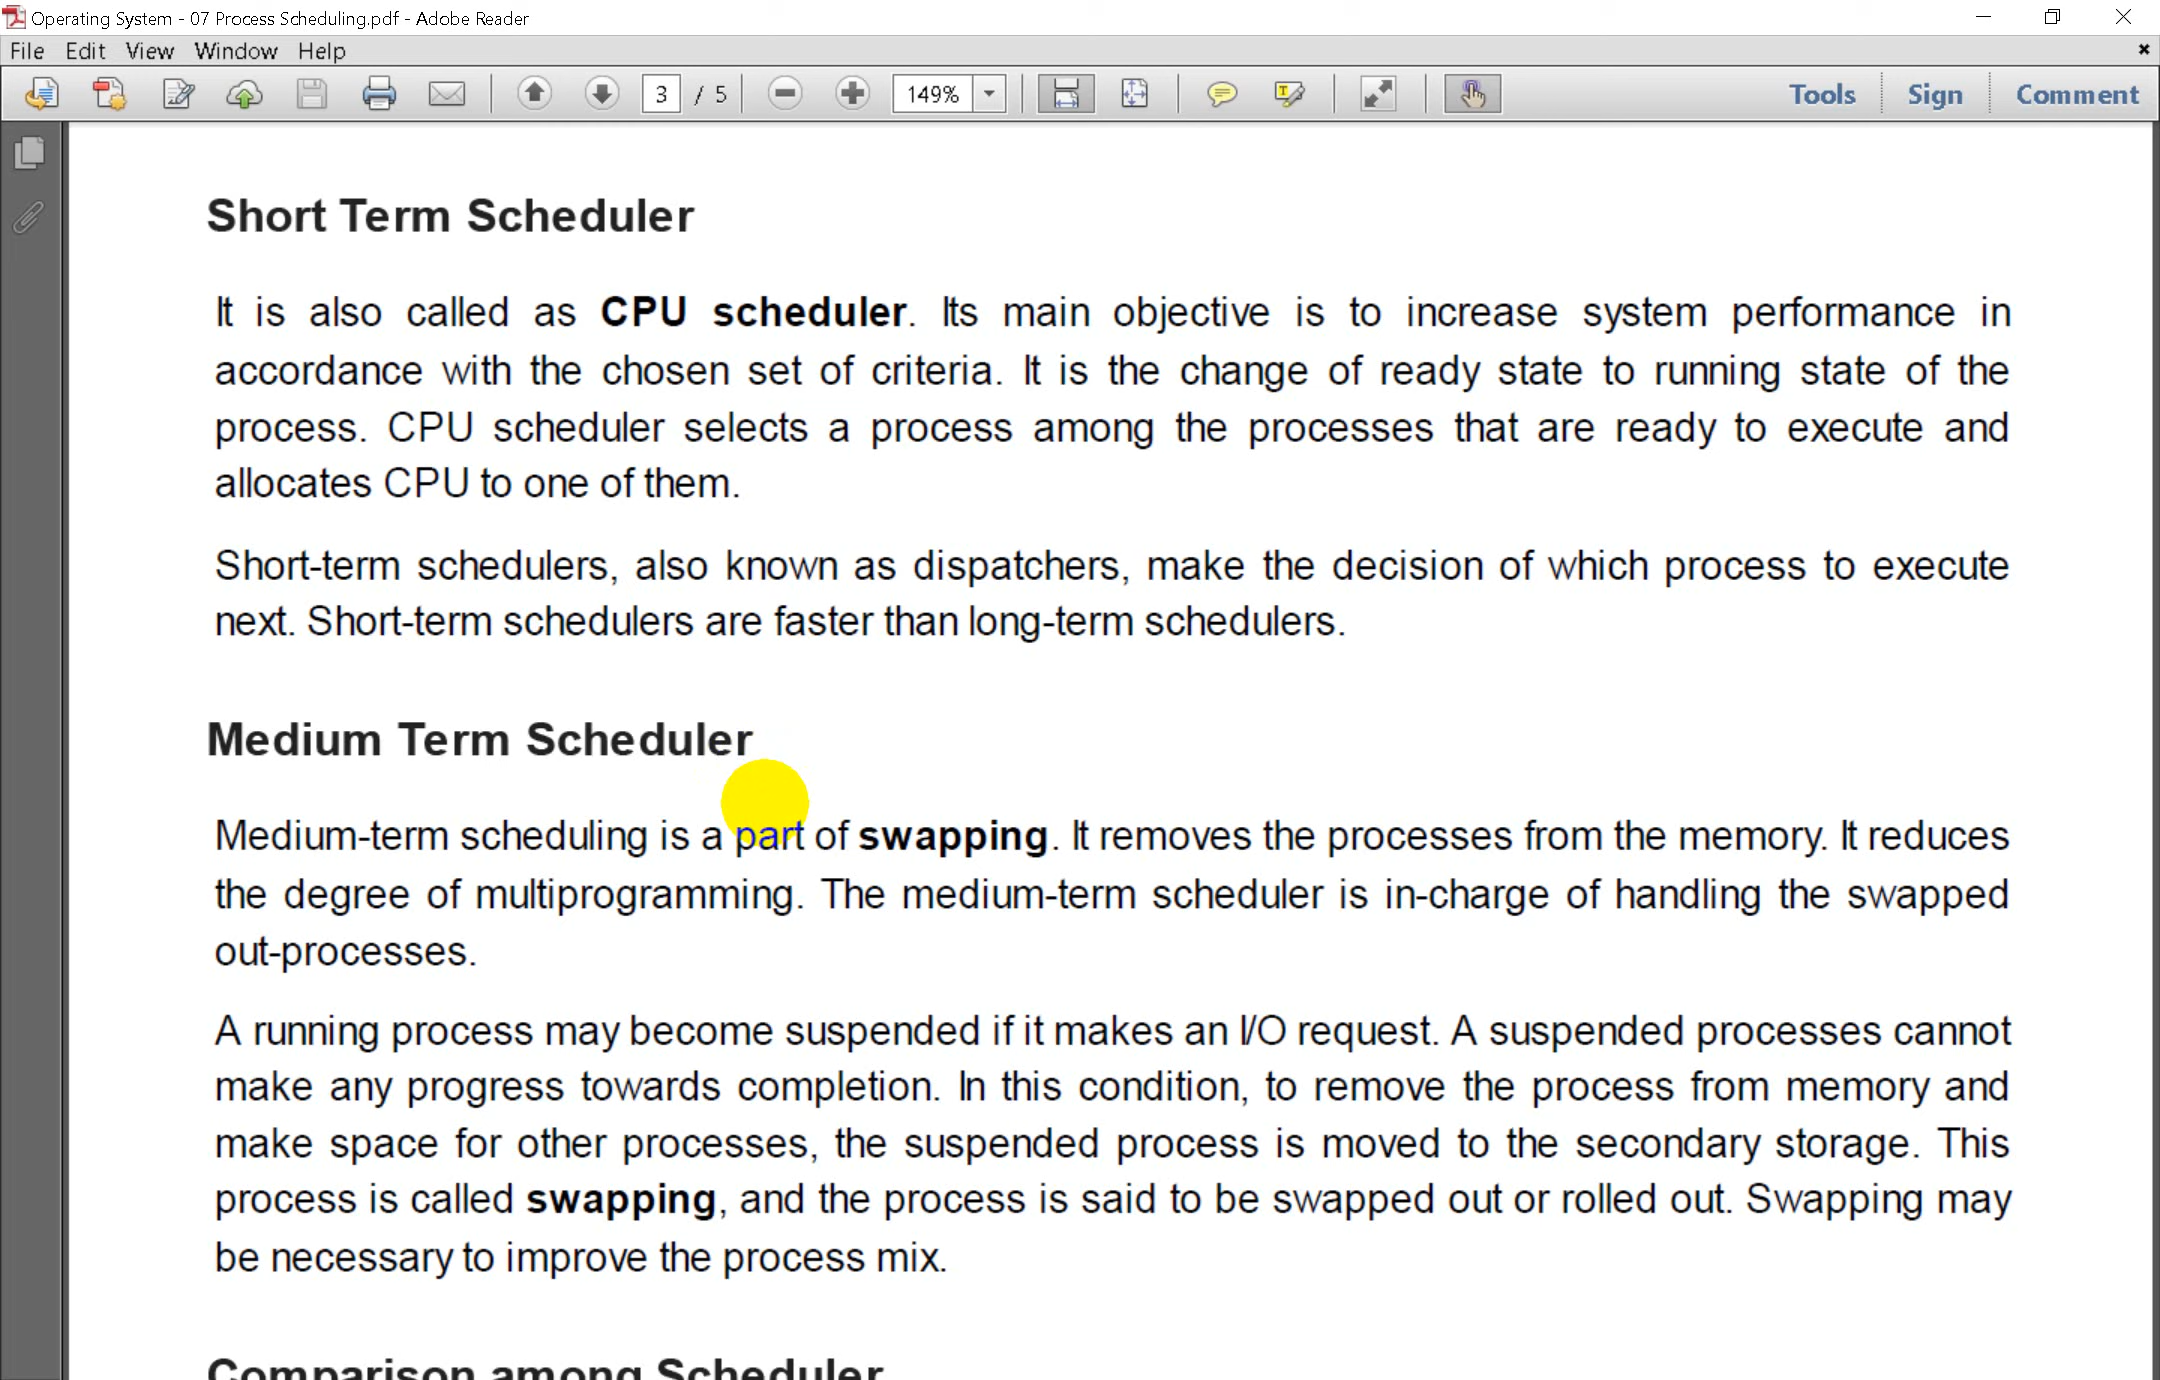 Operating System - 07 Process Scheduling.pdf - Adobe Reader
File Edit View Window Help
3 / 5 149% Tools Sign Comment
Short Term Scheduler
It is also called as CPU scheduler. Its main objective is to increase system performance in
accordance with the chosen set of criteria. It is the change of ready state to running state of the
process. CPU scheduler selects a process among the processes that are ready to execute and
allocates CPU to one of them.
Short-term schedulers, also known as dispatchers, make the decision of which process to execute
next. Short-term schedulers are faster than long-term schedulers.
Medium Term Scheduler
Medium-term scheduling is a part of swapping. It removes the processes from the memory. It reduces
the degree of multiprogramming. The medium-term scheduler is in-charge of handling the swapped
out-processes.
A running process may become suspended if it makes an I/O request. A suspended processes cannot
make any progress towards completion. In this condition, to remove the process from memory and
make space for other processes, the suspended process is moved to the secondary storage. This
process is called swapping, and the process is said to be swapped out or rolled out. Swapping may
be necessary to improve the process mix.
Comparison among Scheduler